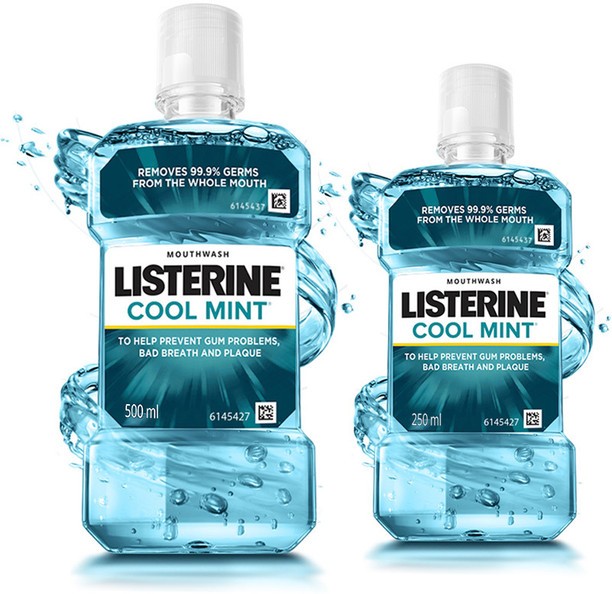 REMOVES 99.9% GERMS
FROM THE WHOLE MOUTH
6145437
MOUTHWASH
LISTERINE®
COOL MINT®
TO HELP PREVENT GUM PROBLEMS,
BAD BREATH AND PLAQUE
500 ml
6145427
REMOVES 99.9% GERMS
FROM THE WHOLE MOUTH
6145437
MOUTHWASH
LISTERINE®
COOL MINT®
TO HELP PREVENT GUM PROBLEMS,
BAD BREATH AND PLAQUE
250 ml
6145427